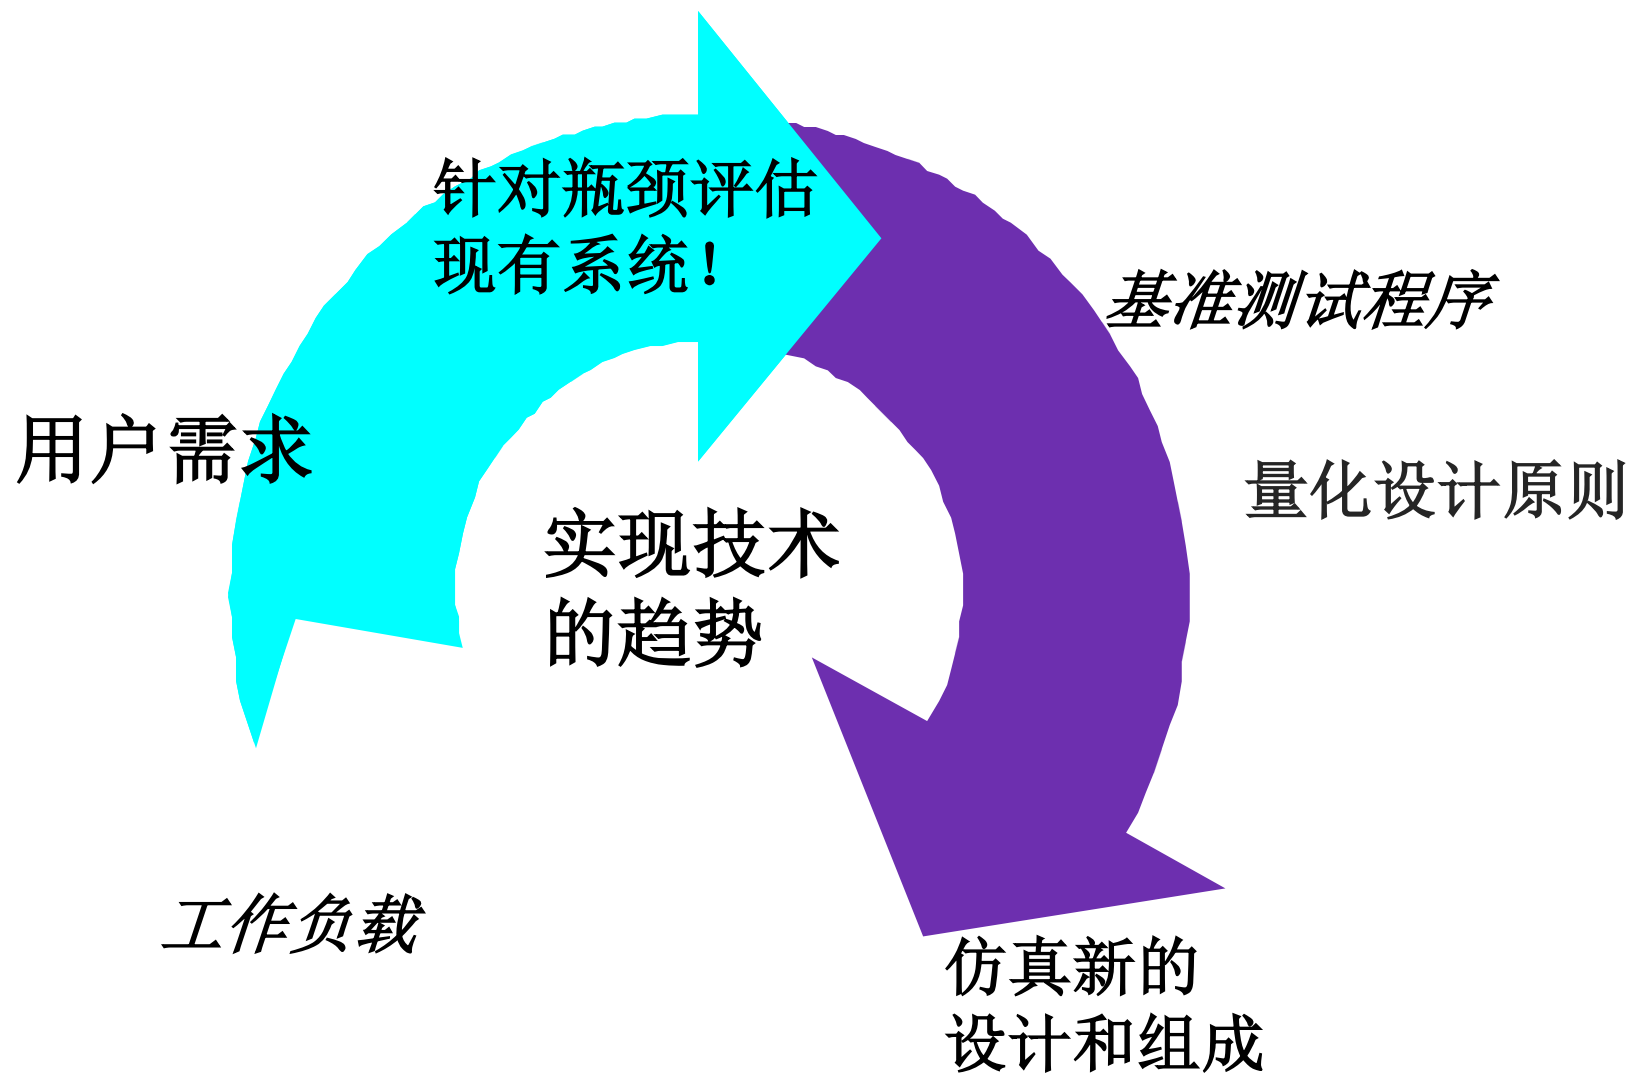 针对瓶颈评估
现有系统！
基准测试程序
用户需求
量化设计原则
实现技术
的趋势
工作负载
仿真新的
设计和组成